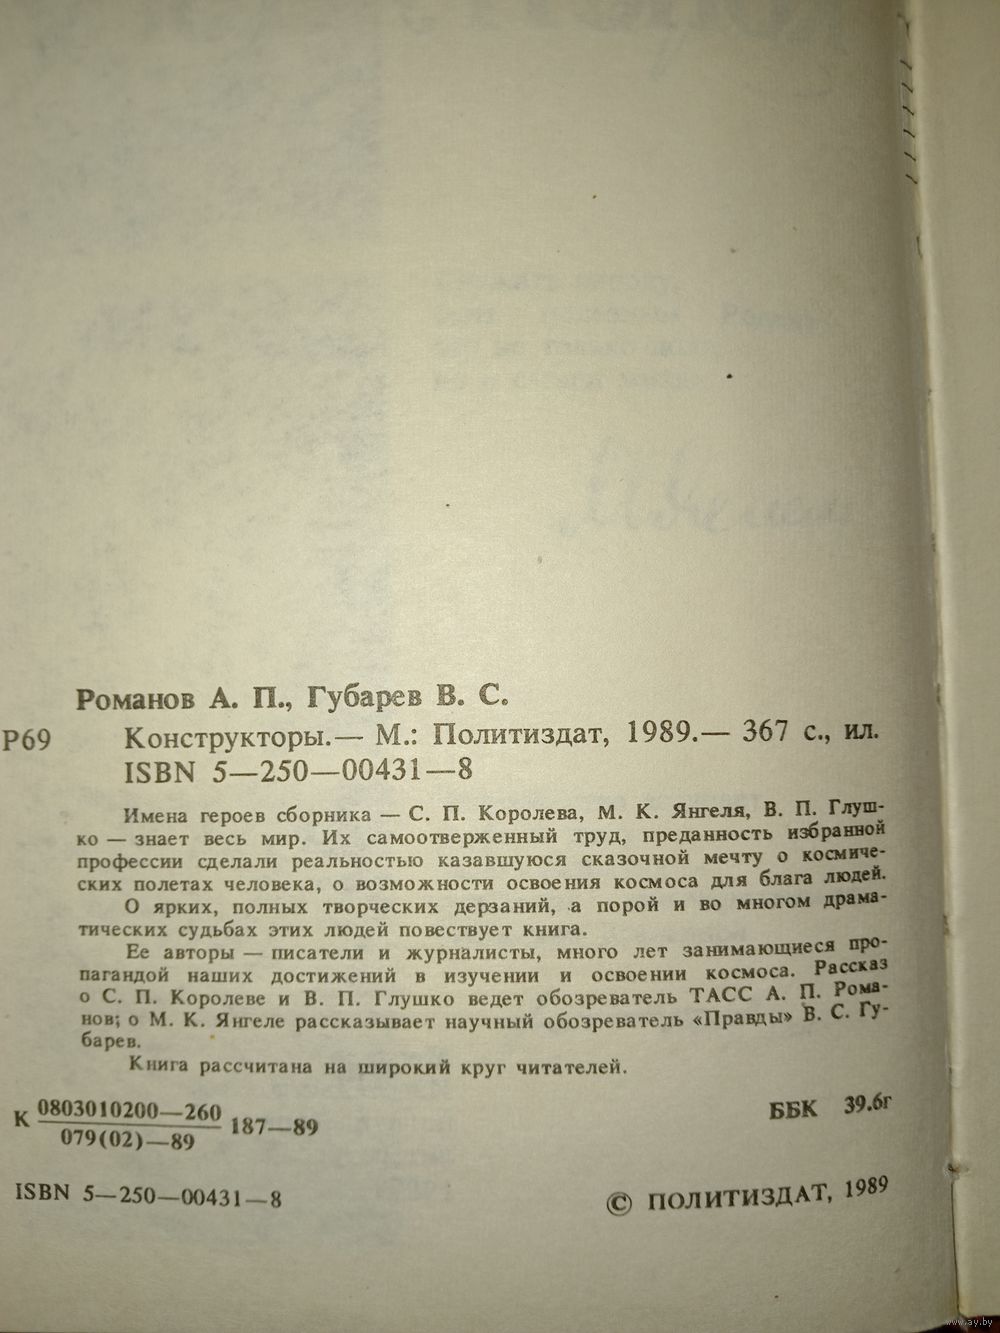 Романов А. П., Губарев В. С.
Р69 Конструкторы.— М.: Политиздат, 1989.— 367 с., ил.
ISBN 5—250—00431—8
Имена героев сборника — С. П. Королева, М. К. Янгеля, В. П. Глуш-
ко — знает весь мир. Их самоотверженный труд, преданность избранной
профессии сделали реальностью казавшуюся сказочной мечту о космиче-
ских полетах человека, о возможности освоения космоса для блага людей.
О ярких, полных творческих дерзаний, а порой и во многом драма-
тических судьбах этих людей повествует книга.
Ее авторы — писатели и журналисты, много лет занимающиеся про-
пагандой наших достижений в изучении и освоении космоса. Рассказ
о С. П. Королеве и В. П. Глушко ведет обозреватель ТАСС А. П. Рома-
нов; о М. К. Янгеле рассказывает научный обозреватель «Правды» В. С. Гу-
барев.
Книга рассчитана на широкий круг читателей.
К 0803010200—260 187—89 ББК 39.6г
079(02)—89
ISBN 5—250—00431—8 © ПОЛИТИЗДАТ, 1989
www.ay.by